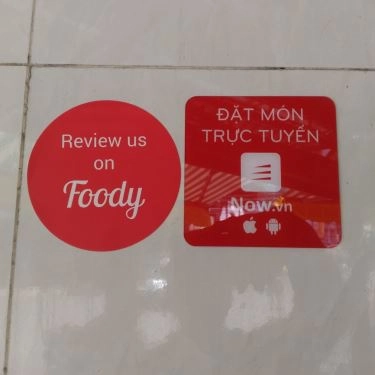 Review us
on
Foody
ĐẶT MÓN
TRỰC TUYẾN
Now.vn